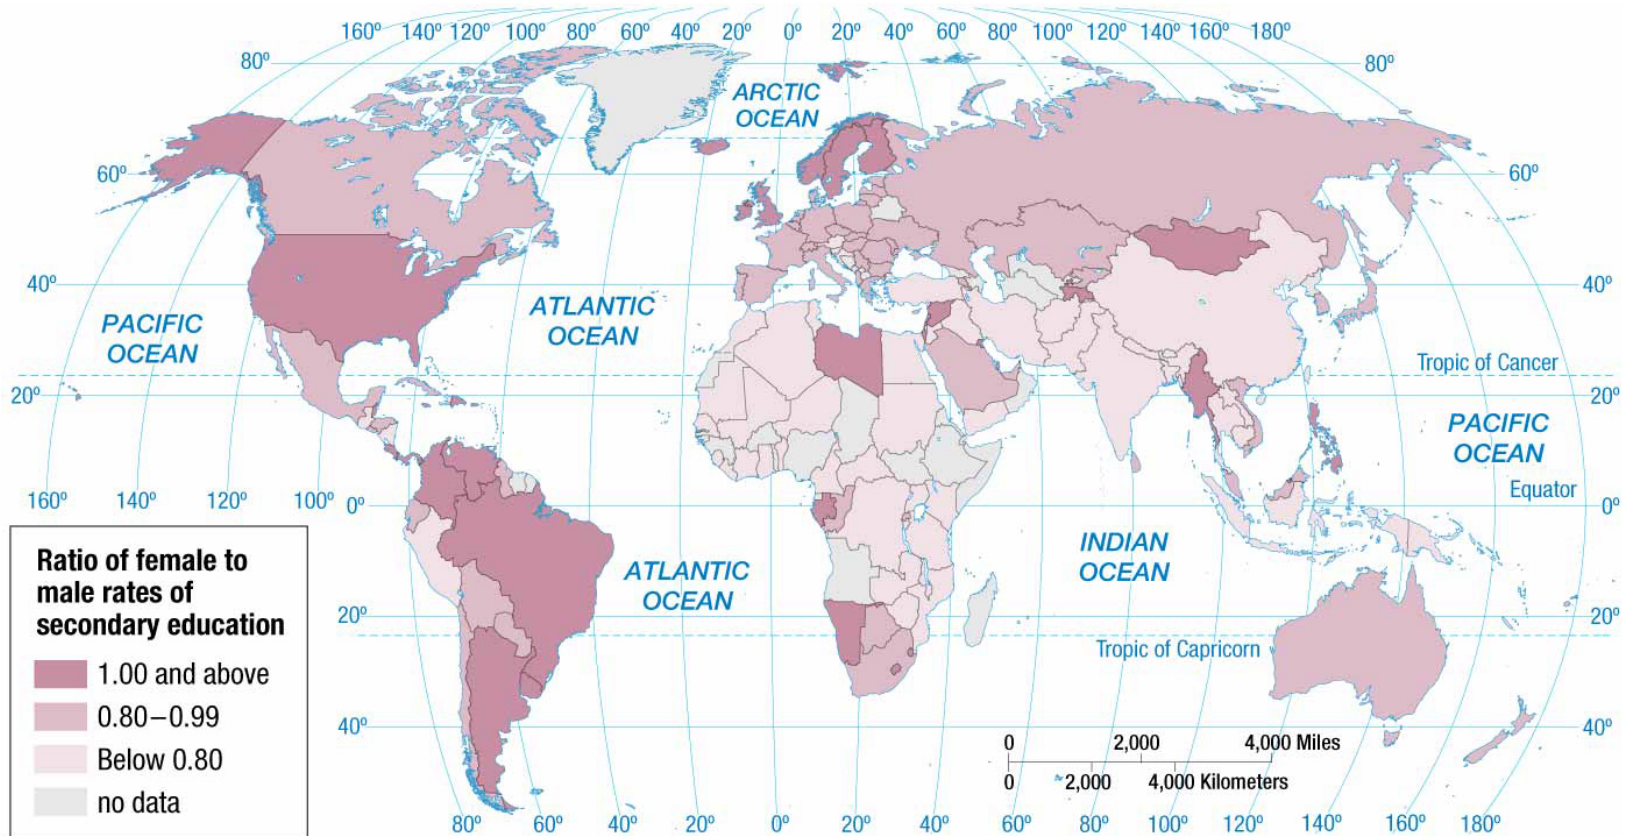 160º 140º 120º 100º 80º 60º 40º 20º 0º 20º 40º 60º 80º 100º 120º 140º 160º 180º
80º 80º
ARCTIC
OCEAN
60º 60º
40º 40º
ATLANTIC
OCEAN
PACIFIC
OCEAN
Tropic of Cancer
20º 20º
PACIFIC
OCEAN
160º 140º 120º 100º 0º Equator 0º
INDIAN
OCEAN
ATLANTIC
OCEAN
20º 20º
Tropic of Capricorn
40º 40º
Ratio of female to
male rates of
secondary education
1.00 and above
0.80–0.99
Below 0.80
no data
0 2,000 4,000 Miles
0 2,000 4,000 Kilometers
80º 60º 40º 20º 0º 20º 40º 60º 80º 100º 120º 140º 160º 180º